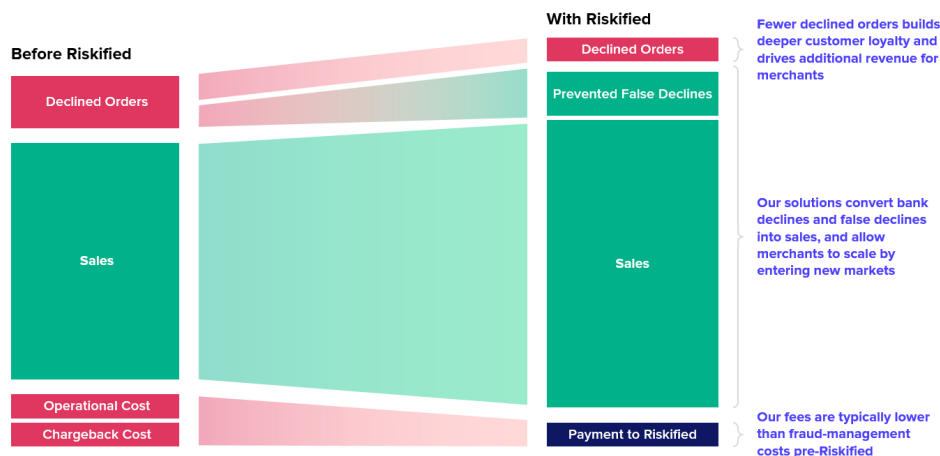 Before Riskified
Declined Orders
Sales
Operational Cost
Chargeback Cost
With Riskified
Declined Orders
Prevented False Declines
Sales
Payment to Riskified
Fewer declined orders builds
deeper customer loyalty and
drives additional revenue for
merchants
Our solutions convert bank
declines and false declines
into sales, and allow
merchants to scale by
entering new markets
Our fees are typically lower
than fraud-management
costs pre-Riskified